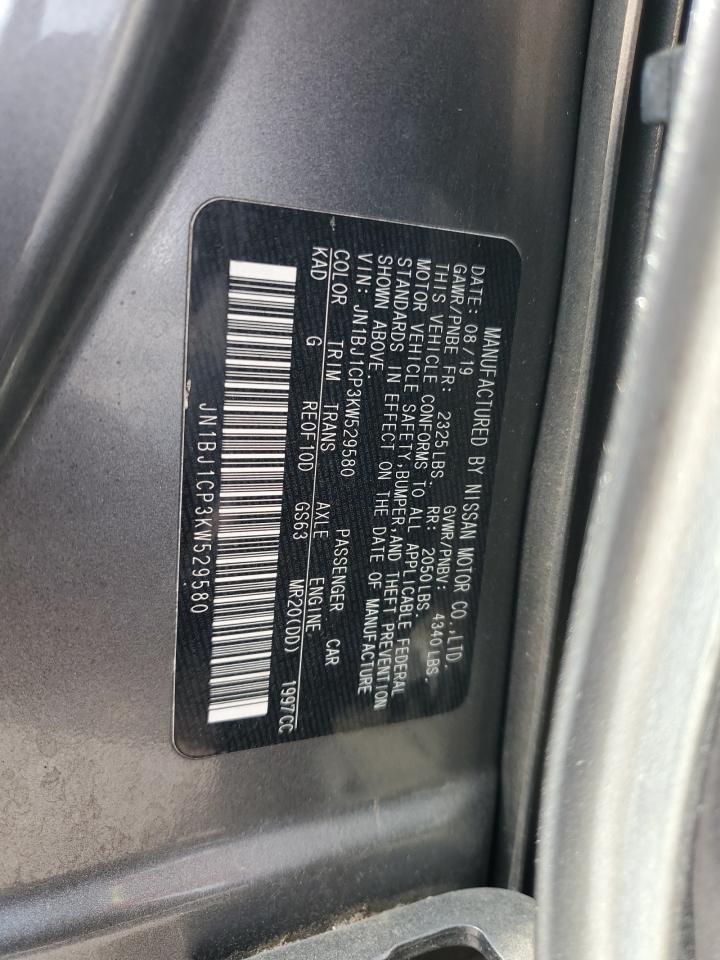 MANUFACTURED BY NISSAN MOTOR CO.,LTD.
DATE: 08/19 GVWR/PNBV: 4340LBS.
GAWR/PNBE FR: 2325LBS. RR: 2050LBS.
THIS VEHICLE CONFORMS TO ALL APPLICABLE FEDERAL
MOTOR VEHICLE SAFETY,BUMPER,AND THEFT PREVENTION
STANDARDS IN EFFECT ON THE DATE OF MANUFACTURE
SHOWN ABOVE.
VIN: JN1BJ1CP3KW529580 PASSENGER CAR
COLOR TRIM TRANS AXLE ENGINE
KAD G REOF10D GS63 MR20(DD) 1997CC
JN1BJ1CP3KW529580